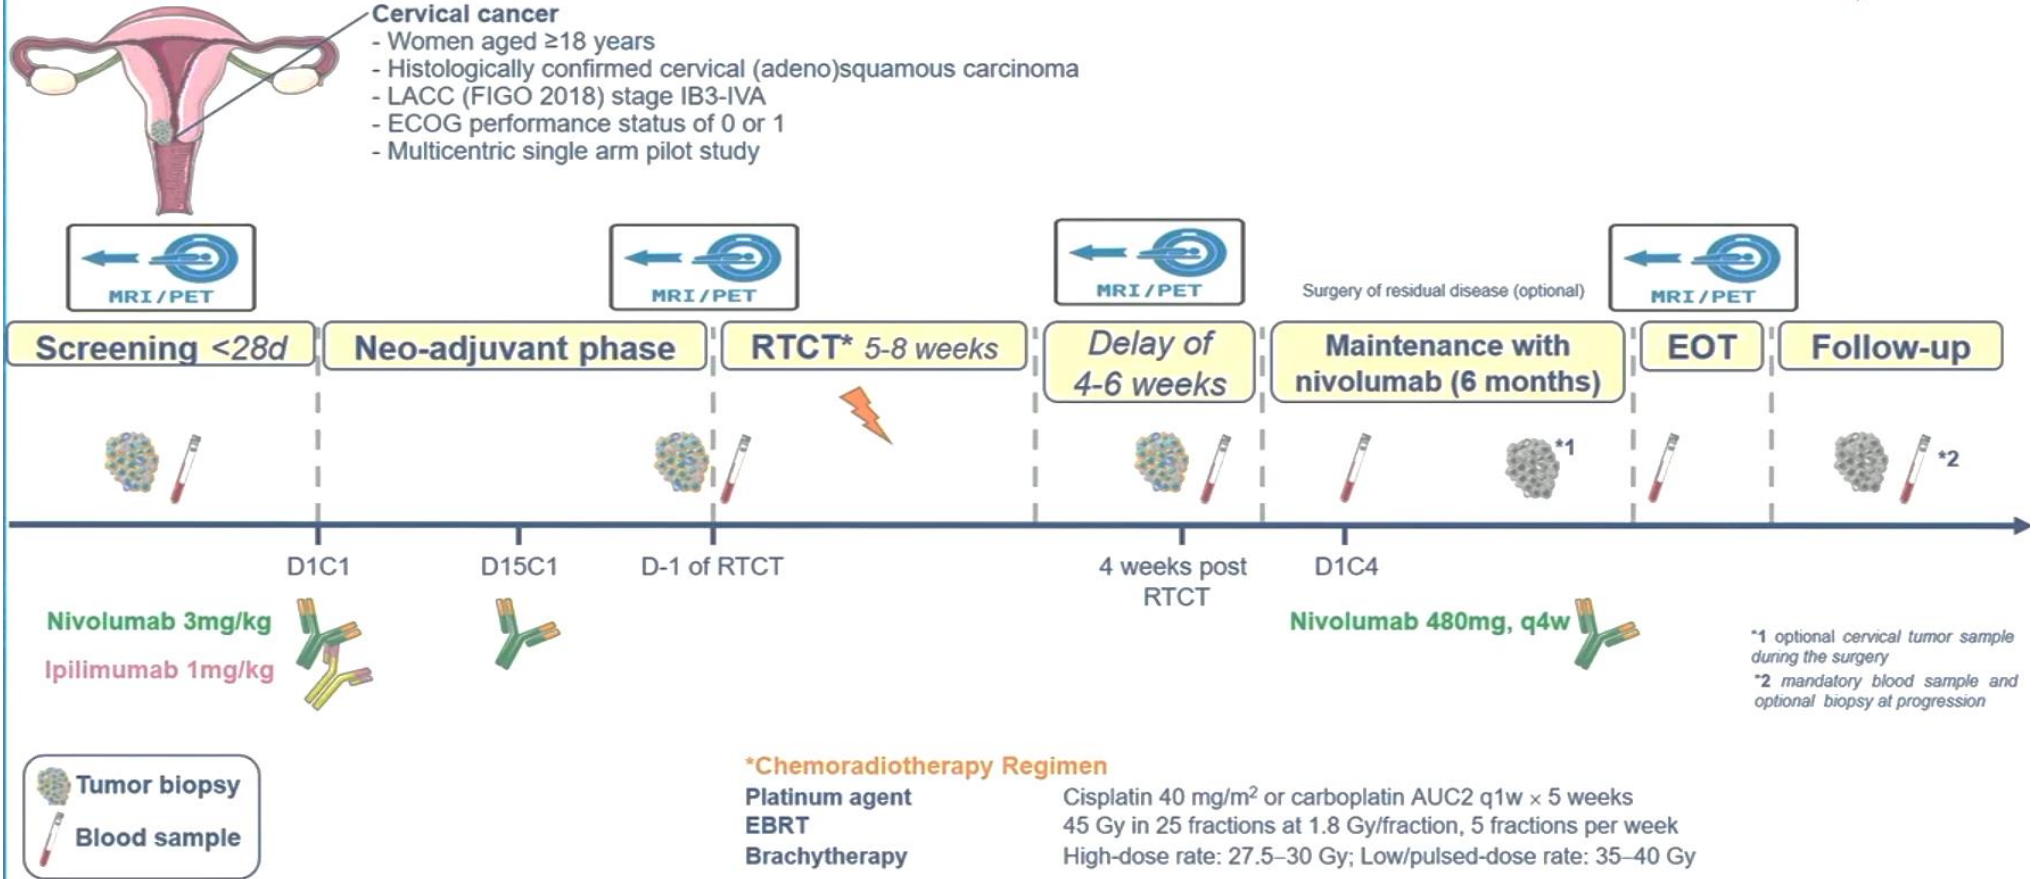 Cervical cancer
- Women aged ≥18 years
- Histologically confirmed cervical (adeno)squamous carcinoma
- LACC (FIGO 2018) stage IB3-IVA
- ECOG performance status of 0 or 1
- Multicentric single arm pilot study
MRI/PET
MRI/PET
MRI/PET
MRI/PET
Surgery of residual disease (optional)
Screening <28d
Neo-adjuvant phase
RTCT* 5-8 weeks
Delay of
4-6 weeks
Maintenance with
nivolumab (6 months)
EOT
Follow-up
*1
*2
D1C1
D15C1
D-1 of RTCT
4 weeks post
RTCT
D1C4
Nivolumab 3mg/kg
Ipilimumab 1mg/kg
Nivolumab 480mg, q4w
*1 optional cervical tumor sample
during the surgery
*2 mandatory blood sample and
optional biopsy at progression
Tumor biopsy
Blood sample
*Chemoradiotherapy Regimen
Platinum agent Cisplatin 40 mg/m² or carboplatin AUC2 q1w × 5 weeks
EBRT 45 Gy in 25 fractions at 1.8 Gy/fraction, 5 fractions per week
Brachytherapy High-dose rate: 27.5–30 Gy; Low/pulsed-dose rate: 35–40 Gy